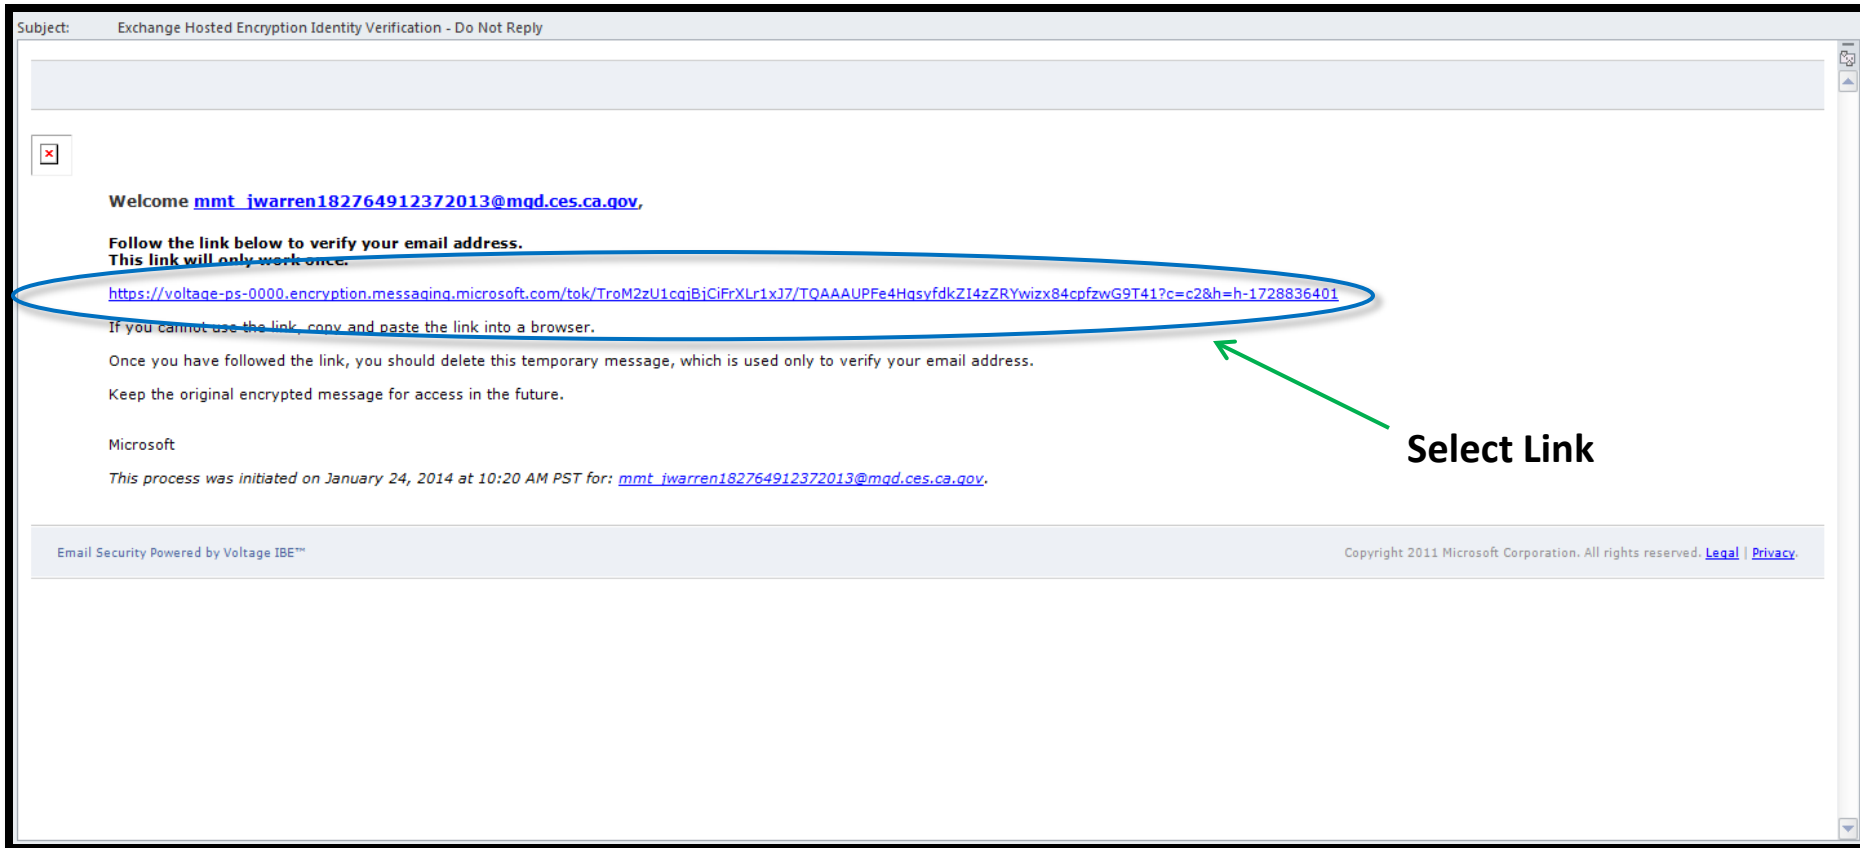 Subject: Exchange Hosted Encryption Identity Verification - Do Not Reply
Welcome mmt_jwarren182764912372013@mgd.ces.ca.gov,
Follow the link below to verify your email address.
This link will only work once.
https://voltage-ps-0000.encryption.messaging.microsoft.com/tok/TroM2zU1cqjBjCiFrXLr1xJ7/TQAAAUPFe4HqsyfdkZI4zZRYwizx84cpfzwG9T41?c=c2&h=h-1728836401
If you cannot use the link, copy and paste the link into a browser.
Once you have followed the link, you should delete this temporary message, which is used only to verify your email address.
Keep the original encrypted message for access in the future.
Select Link
Microsoft
This process was initiated on January 24, 2014 at 10:20 AM PST for: mmt_jwarren182764912372013@mgd.ces.ca.gov.
Email Security Powered by Voltage IBE™ Copyright 2011 Microsoft Corporation. All rights reserved. Legal | Privacy.